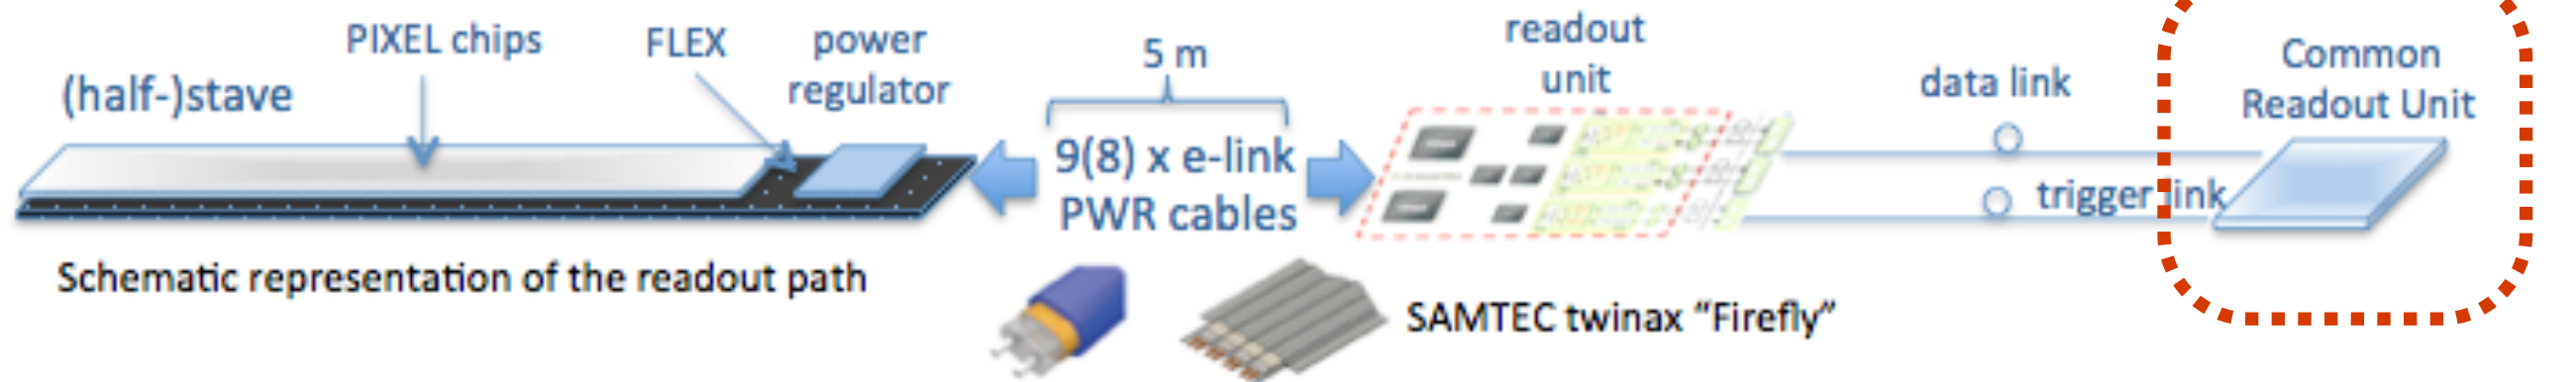 (half-)stave
PIXEL chips
FLEX
power
regulator
5 m
9(8) x e-link
PWR cables
readout
unit
data link
trigger link
Common
Readout Unit
Schematic representation of the readout path
SAMTEC twinax “Firefly”